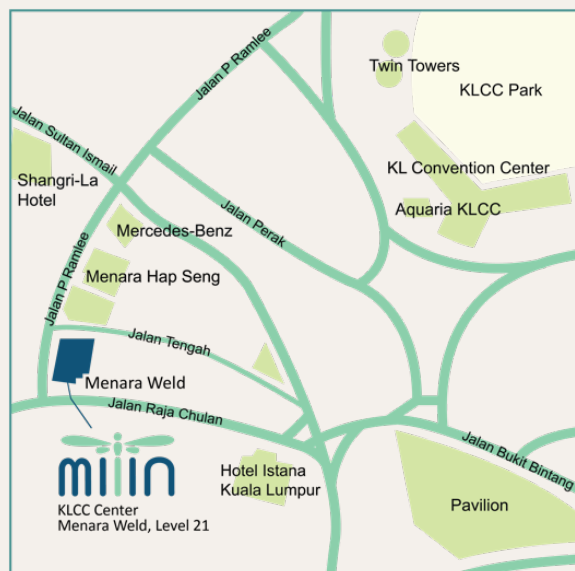 Jalan P Ramlee
Twin Towers
KLCC Park
Jalan Sultan Ismail
KL Convention Center
Shangri-La
Hotel
Aquaria KLCC
Jalan Perak
Mercedes-Benz
Jalan P Ramlee
Menara Hap Seng
Jalan Tengah
Menara Weld
Jalan Raja Chulan
Jalan Bukit Bintang
miiin
Hotel Istana
Kuala Lumpur
Pavilion
KLCC Center
Menara Weld, Level 21